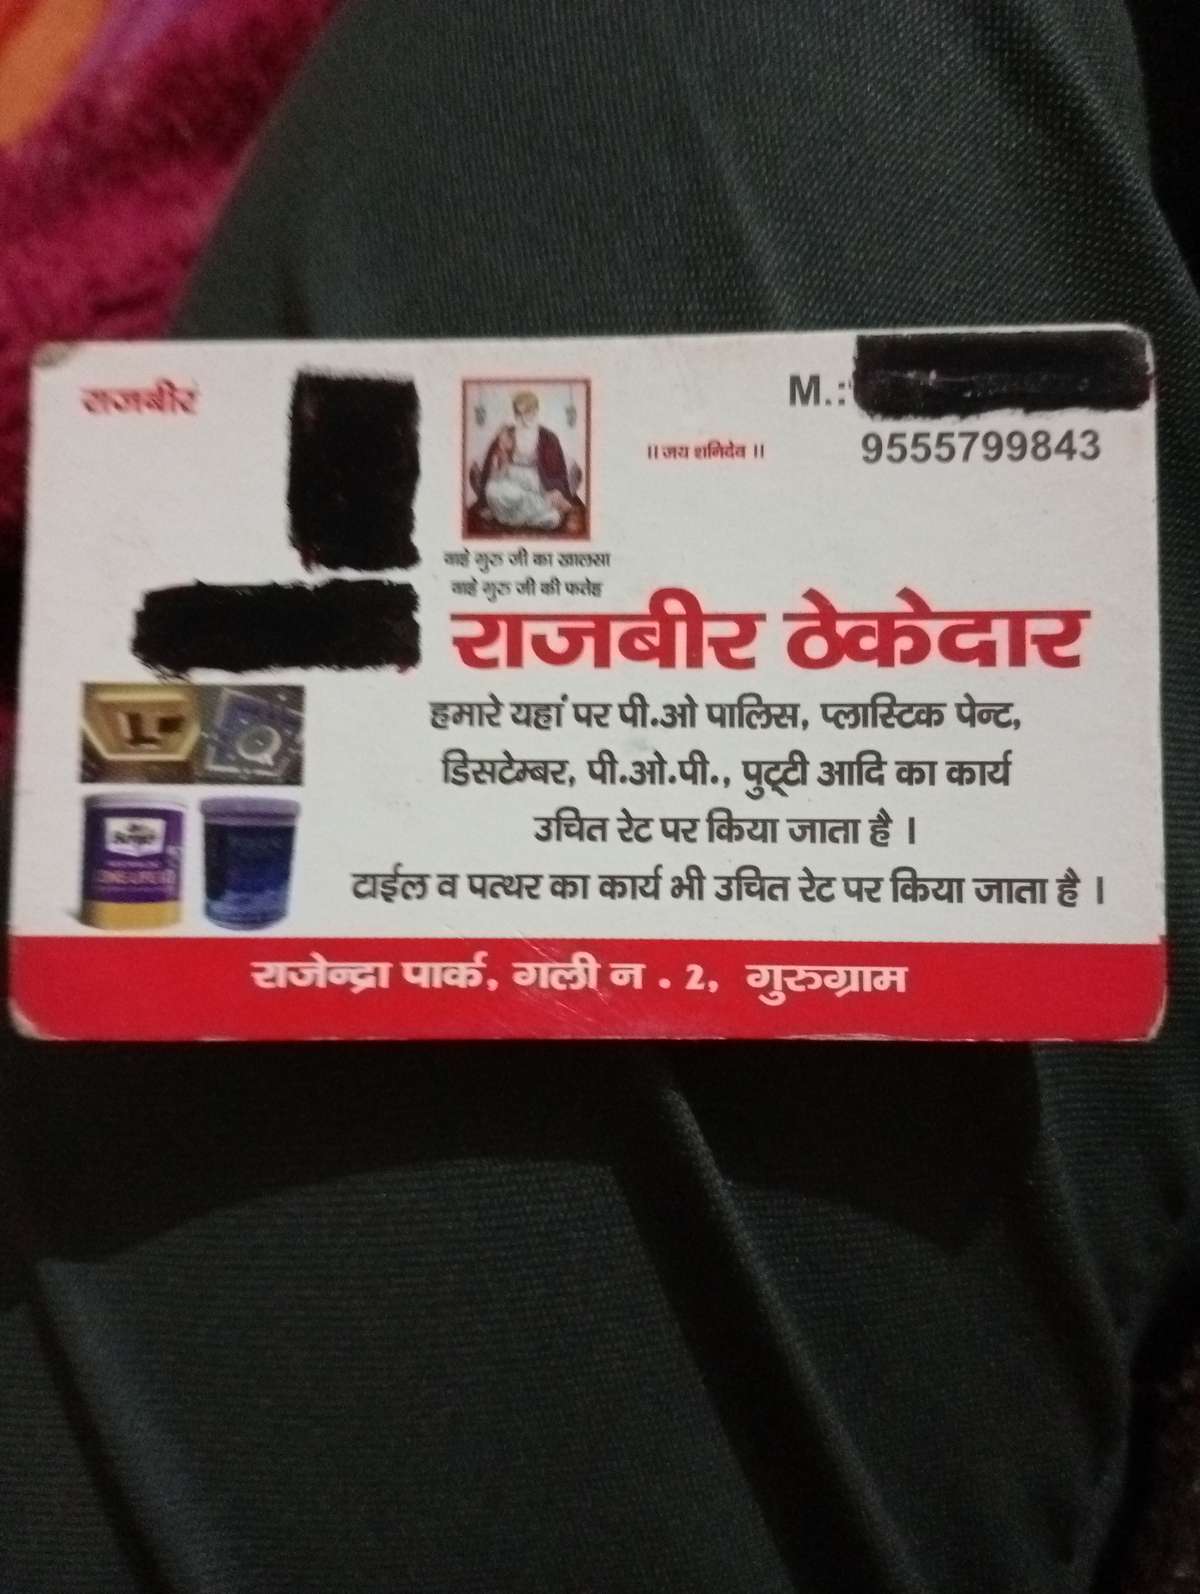 राजबीर
M.:
9555799843
।। जय शनिदेव ।।
वाहे गुरु जी का खालसा
वाहे गुरु जी की फतेह
राजबीर ठेकेदार
हमारे यहां पर पी.ओ पालिस, प्लास्टिक पेन्ट,
डिसटेम्बर, पी.ओ.पी., पुट्टी आदि का कार्य
उचित रेट पर किया जाता है ।
टाईल व पत्थर का कार्य भी उचित रेट पर किया जाता है ।
राजेन्द्रा पार्क, गली न . 2, गुरुग्राम